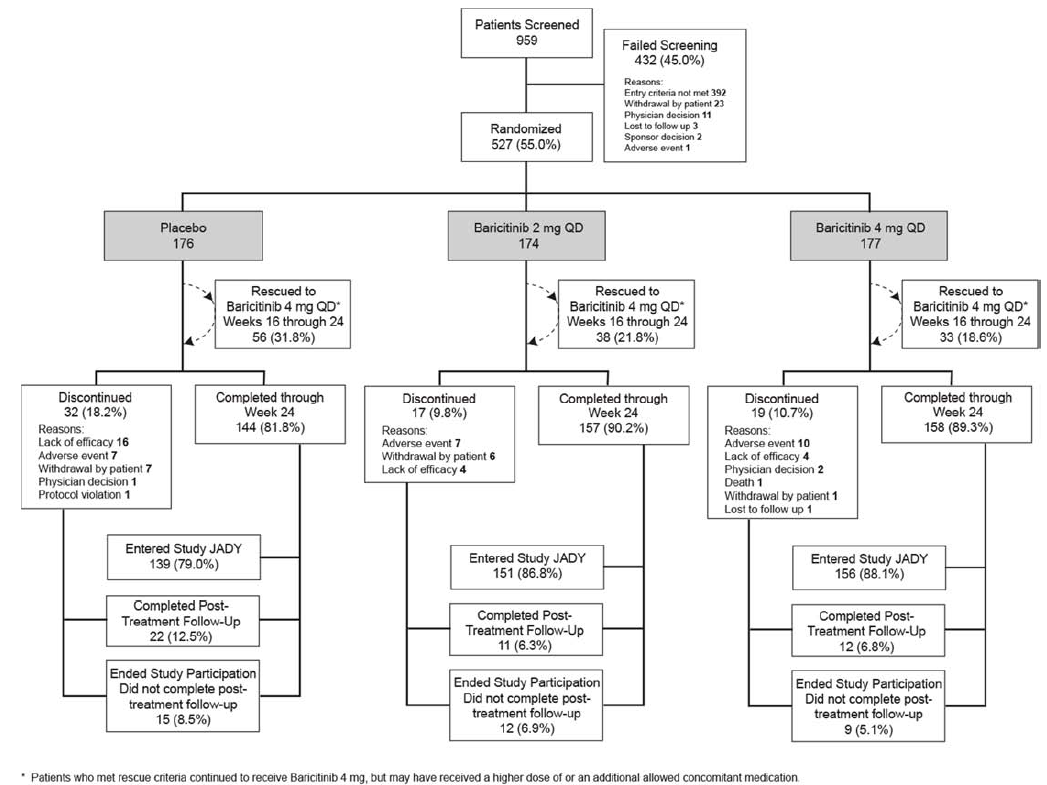 Patients Screened
959
Failed Screening
432 (45.0%)
Reasons:
Entry criteria not met 392
Withdrawal by patient 23
Physician decision 11
Lost to follow up 3
Sponsor decision 2
Adverse event 1
Randomized
527 (55.0%)
Placebo
176
Baricitinib 2 mg QD
174
Baricitinib 4 mg QD
177
Rescued to
Baricitinib 4 mg QD*
Weeks 16 through 24
56 (31.8%)
Rescued to
Baricitinib 4 mg QD*
Weeks 16 through 24
38 (21.8%)
Rescued to
Baricitinib 4 mg QD*
Weeks 16 through 24
33 (18.6%)
Discontinued
32 (18.2%)
Reasons:
Lack of efficacy 16
Adverse event 7
Withdrawal by patient 7
Physician decision 1
Protocol violation 1
Completed through
Week 24
144 (81.8%)
Discontinued
17 (9.8%)
Reasons:
Adverse event 7
Withdrawal by patient 6
Lack of efficacy 4
Completed through
Week 24
157 (90.2%)
Discontinued
19 (10.7%)
Reasons:
Adverse event 10
Lack of efficacy 4
Physician decision 2
Death 1
Withdrawal by patient 1
Lost to follow up 1
Completed through
Week 24
158 (89.3%)
Entered Study JADY
139 (79.0%)
Completed Post-
Treatment Follow-Up
22 (12.5%)
Ended Study Participation
Did not complete post-
treatment follow-up
15 (8.5%)
Entered Study JADY
151 (86.8%)
Completed Post-
Treatment Follow-Up
11 (6.3%)
Ended Study Participation
Did not complete post-
treatment follow-up
12 (6.9%)
Entered Study JADY
156 (88.1%)
Completed Post-
Treatment Follow-Up
12 (6.8%)
Ended Study Participation
Did not complete post-
treatment follow-up
9 (5.1%)
* Patients who met rescue criteria continued to receive Baricitinib 4 mg, but may have received a higher dose of or an additional allowed concomitant medication.